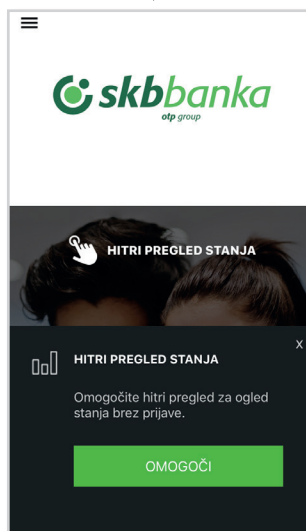 skbbanka
otp group
HITRI PREGLED STANJA
X
HITRI PREGLED STANJA
Omogočite hitri pregled za ogled
stanja brez prijave.
OMOGOČI